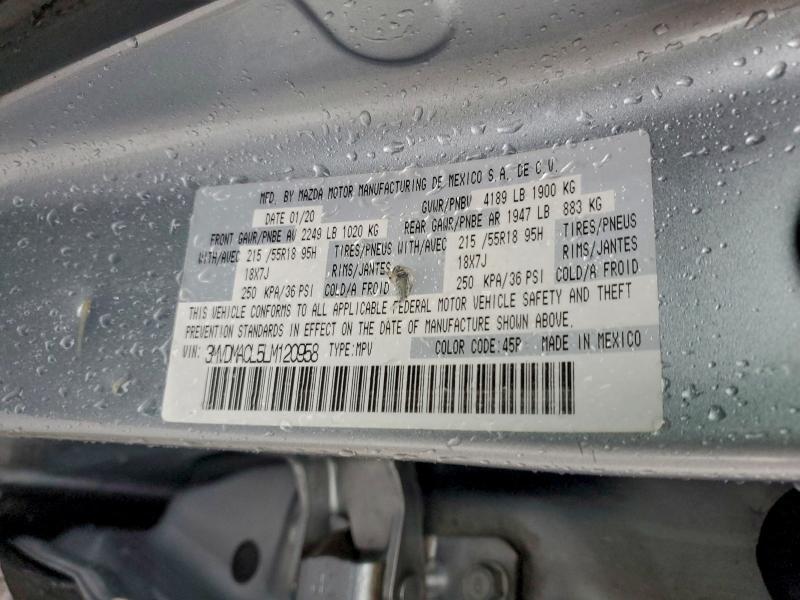 MFD. BY MAZDA MOTOR MANUFACTURING DE MEXICO S.A. DE C.V.
DATE 01/20 GVWR/PNBV 4189 LB 1900 KG
FRONT GAWR/PNBE AV 2249 LB 1020 KG REAR GAWR/PNBE AR 1947 LB 883 KG
WITH/AVEC 215 /55R18 95H TIRES/PNEUS WITH/AVEC 215 /55R18 95H TIRES/PNEUS
18X7J RIMS/JANTES 18X7J RIMS/JANTES
250 KPA/36 PSI COLD/A FROID 250 KPA/36 PSI COLD/A FROID
THIS VEHICLE CONFORMS TO ALL APPLICABLE FEDERAL MOTOR VEHICLE SAFETY AND THEFT
PREVENTION STANDARDS IN EFFECT ON THE DATE OF MANUFACTURE SHOWN ABOVE.
VIN: 3MVDMACL5LM120958 TYPE:MPV COLOR CODE:45P MADE IN MEXICO